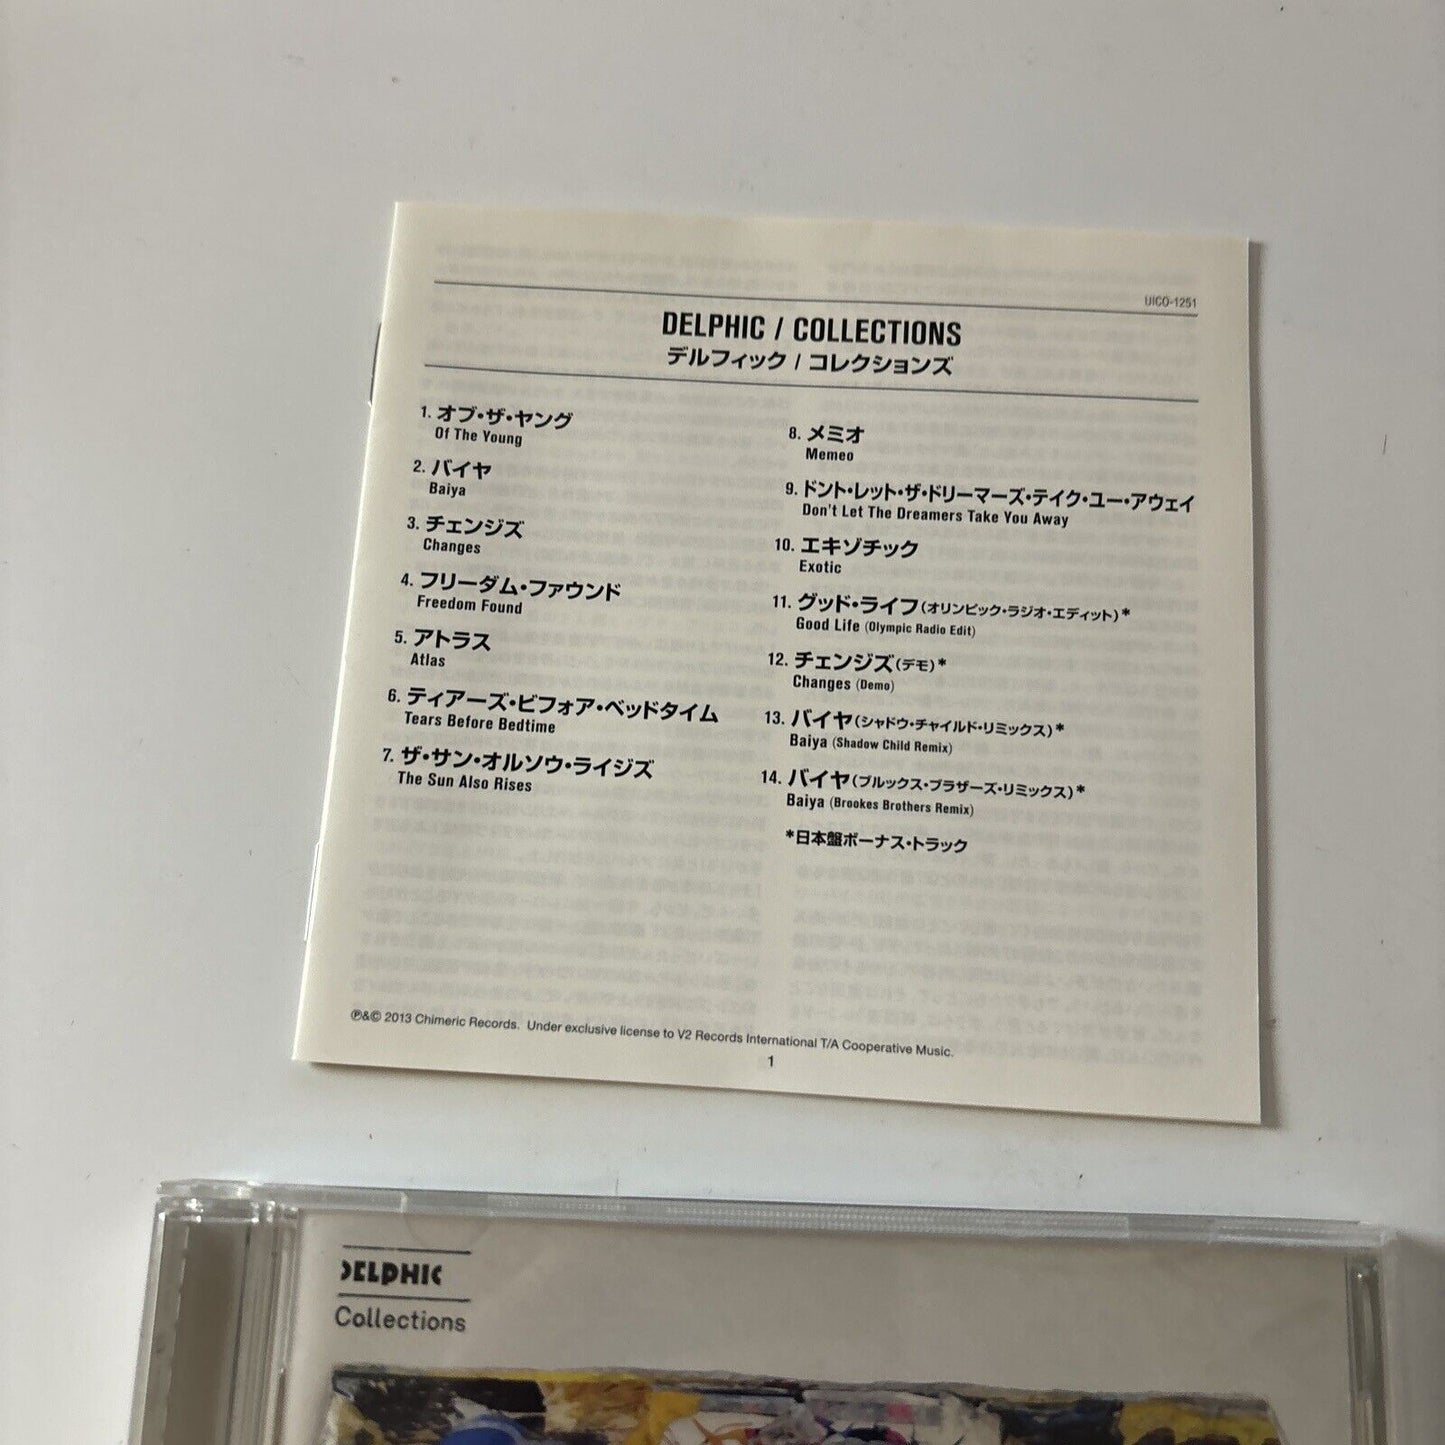 UICO-1251
DELPHIC / COLLECTIONS
デルフィック / コレクションズ
1. オブ・ザ・ヤング
Of The Young
2. バイヤ
Baiya
3. チェンジズ
Changes
4. フリーダム・ファウンド
Freedom Found
5. アトラス
Atlas
6. ティアーズ・ビフォア・ベッドタイム
Tears Before Bedtime
7. ザ・サン・オルソウ・ライジズ
The Sun Also Rises
8. メミオ
Memeo
9. ドント・レット・ザ・ドリーマーズ・テイク・ユー・アウェイ
Don't Let The Dreamers Take You Away
10. エキゾチック
Exotic
11. グッド・ライフ(オリンピック・ラジオ・エディット)*
Good Life (Olympic Radio Edit)
12. チェンジズ(デモ)*
Changes (Demo)
13. バイヤ(シャドウ・チャイルド・リミックス)*
Baiya (Shadow Child Remix)
14. バイヤ(ブルックス・ブラザーズ・リミックス)*
Baiya (Brookes Brothers Remix)
*日本盤ボーナス・トラック
℗&© 2013 Chimeric Records. Under exclusive license to V2 Records International T/A Cooperative Music.
1
DELPHIC
Collections